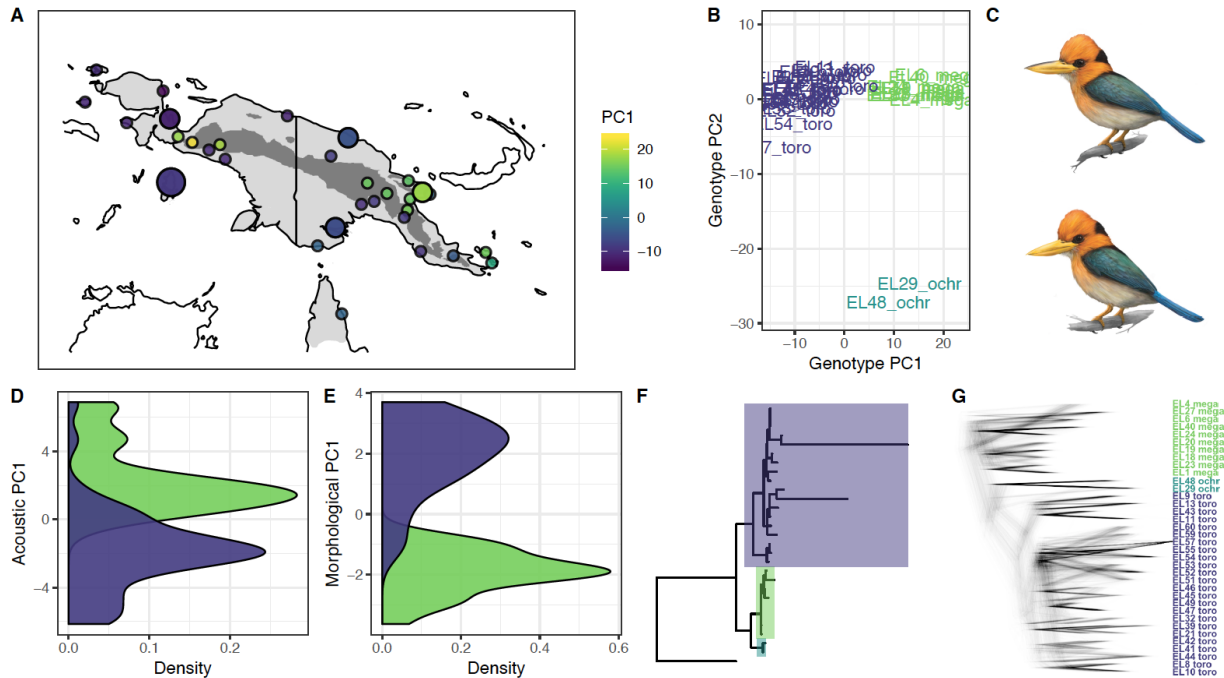 A
PC1
20
10
0
−10
B
Genotype PC2
10
0
−10
−20
−30
EL11_toro
EL54_toro
7_toro
EL6_mega
EL4_mega
EL29_ochr
EL48_ochr
−10
0
10
20
Genotype PC1
C
D
Acoustic PC1
4
0
−4
0.0
0.1
0.2
Density
E
Morphological PC1
4
2
0
−2
0.0
0.2
0.4
0.6
Density
F
G
EL4 mega
EL27 mega
EL6 mega
EL40 mega
EL24 mega
EL20 mega
EL19 mega
EL18 mega
EL23 mega
EL1 mega
EL48 ochr
EL29 ochr
EL9 toro
EL13 toro
EL43 toro
EL11 toro
EL60 toro
EL59 toro
EL57 toro
EL55 toro
EL54 toro
EL53 toro
EL52 toro
EL51 toro
EL46 toro
EL45 toro
EL49 toro
EL47 toro
EL32 toro
EL39 toro
EL21 toro
EL42 toro
EL41 toro
EL44 toro
EL8 toro
EL10 toro